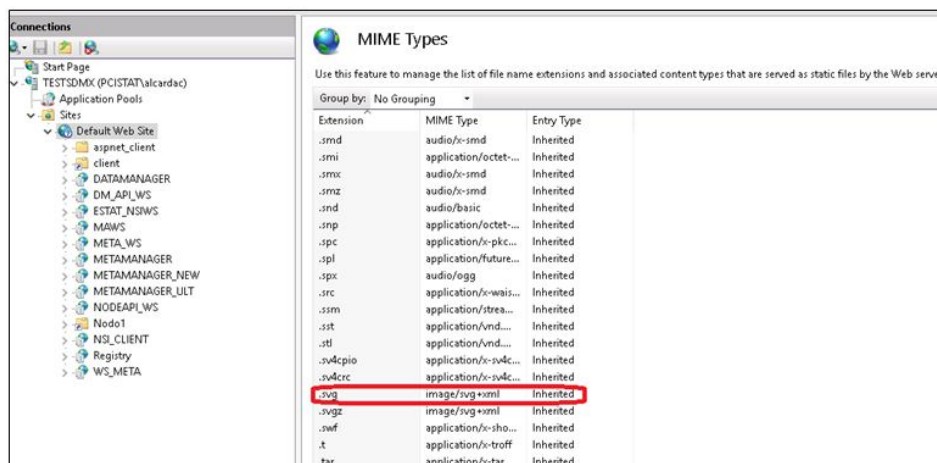 Connections
Start Page
TESTSDMX (PCISTAT\alcardac)
Application Pools
Sites
Default Web Site
aspnet_client
client
DATAMANAGER
DM_API_WS
ESTAT_NSIWS
MAWS
META_WS
METAMANAGER
METAMANAGER_NEW
METAMANAGER_ULT
NODEAPI_WS
Nodo1
NSI_CLIENT
Registry
WS_META
MIME Types
Use this feature to manage the list of file name extensions and associated content types that are served as static files by the Web serve
Group by: No Grouping
Extension MIME Type Entry Type
.smd audio/x-smd Inherited
.smi application/octet-... Inherited
.smx audio/x-smd Inherited
.smz audio/x-smd Inherited
.snd audio/basic Inherited
.snp application/octet-... Inherited
.spc application/x-pkc... Inherited
.spl application/future... Inherited
.spx audio/ogg Inherited
.src application/x-wais... Inherited
.ssm application/strea... Inherited
.sst application/vnd.... Inherited
.stl application/vnd.... Inherited
.sv4cpio application/x-sv4c... Inherited
.sv4crc application/x-sv4c... Inherited
.svg image/svg+xml Inherited
.svgz image/svg+xml Inherited
.swf application/x-sho... Inherited
.t application/x-troff Inherited
.tar application/x-tar Inherited